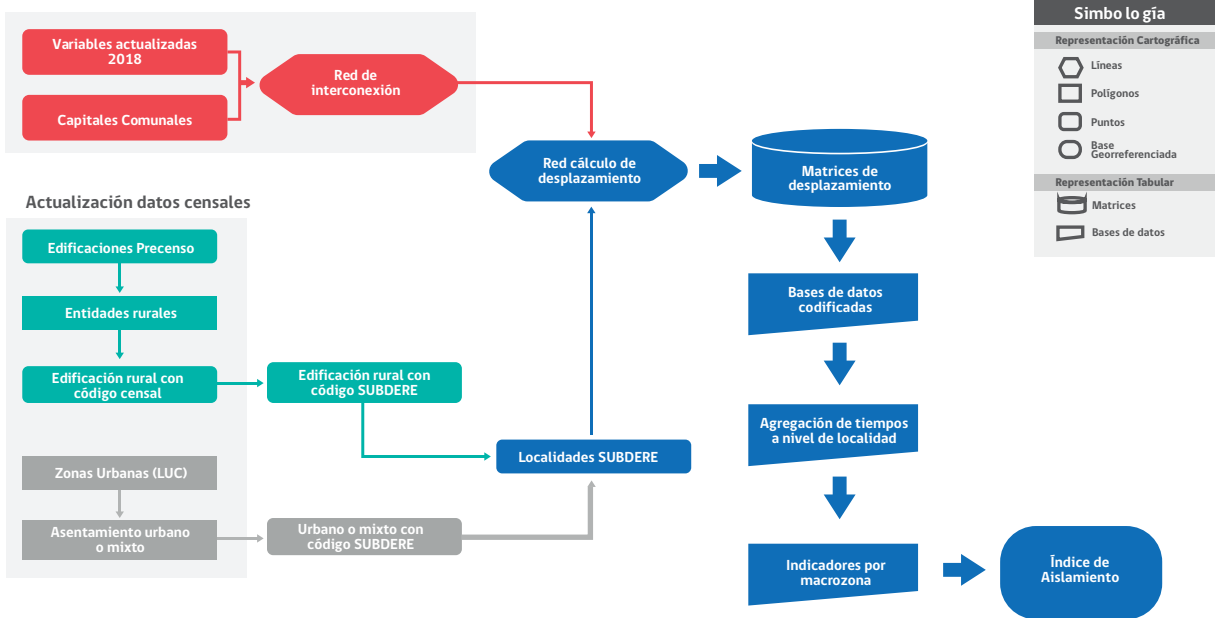 Variables actualizadas
2018
Capitales Comunales
Red de
interconexión
Red cálculo de
desplazamiento
Matrices de
desplazamiento
Actualización datos censales
Edificaciones Precenso
Entidades rurales
Edificación rural con
código censal
Edificación rural con
código SUBDERE
Zonas Urbanas (LUC)
Asentamiento urbano
o mixto
Urbano o mixto con
código SUBDERE
Localidades SUBDERE
Bases de datos
codificadas
Agregación de tiempos
a nivel de localidad
Indicadores por
macrozona
Índice de
Aislamiento
Simbo lo gía
Representación Cartográfica
Líneas
Polígonos
Puntos
Base
Georreferenciada
Representación Tabular
Matrices
Bases de datos